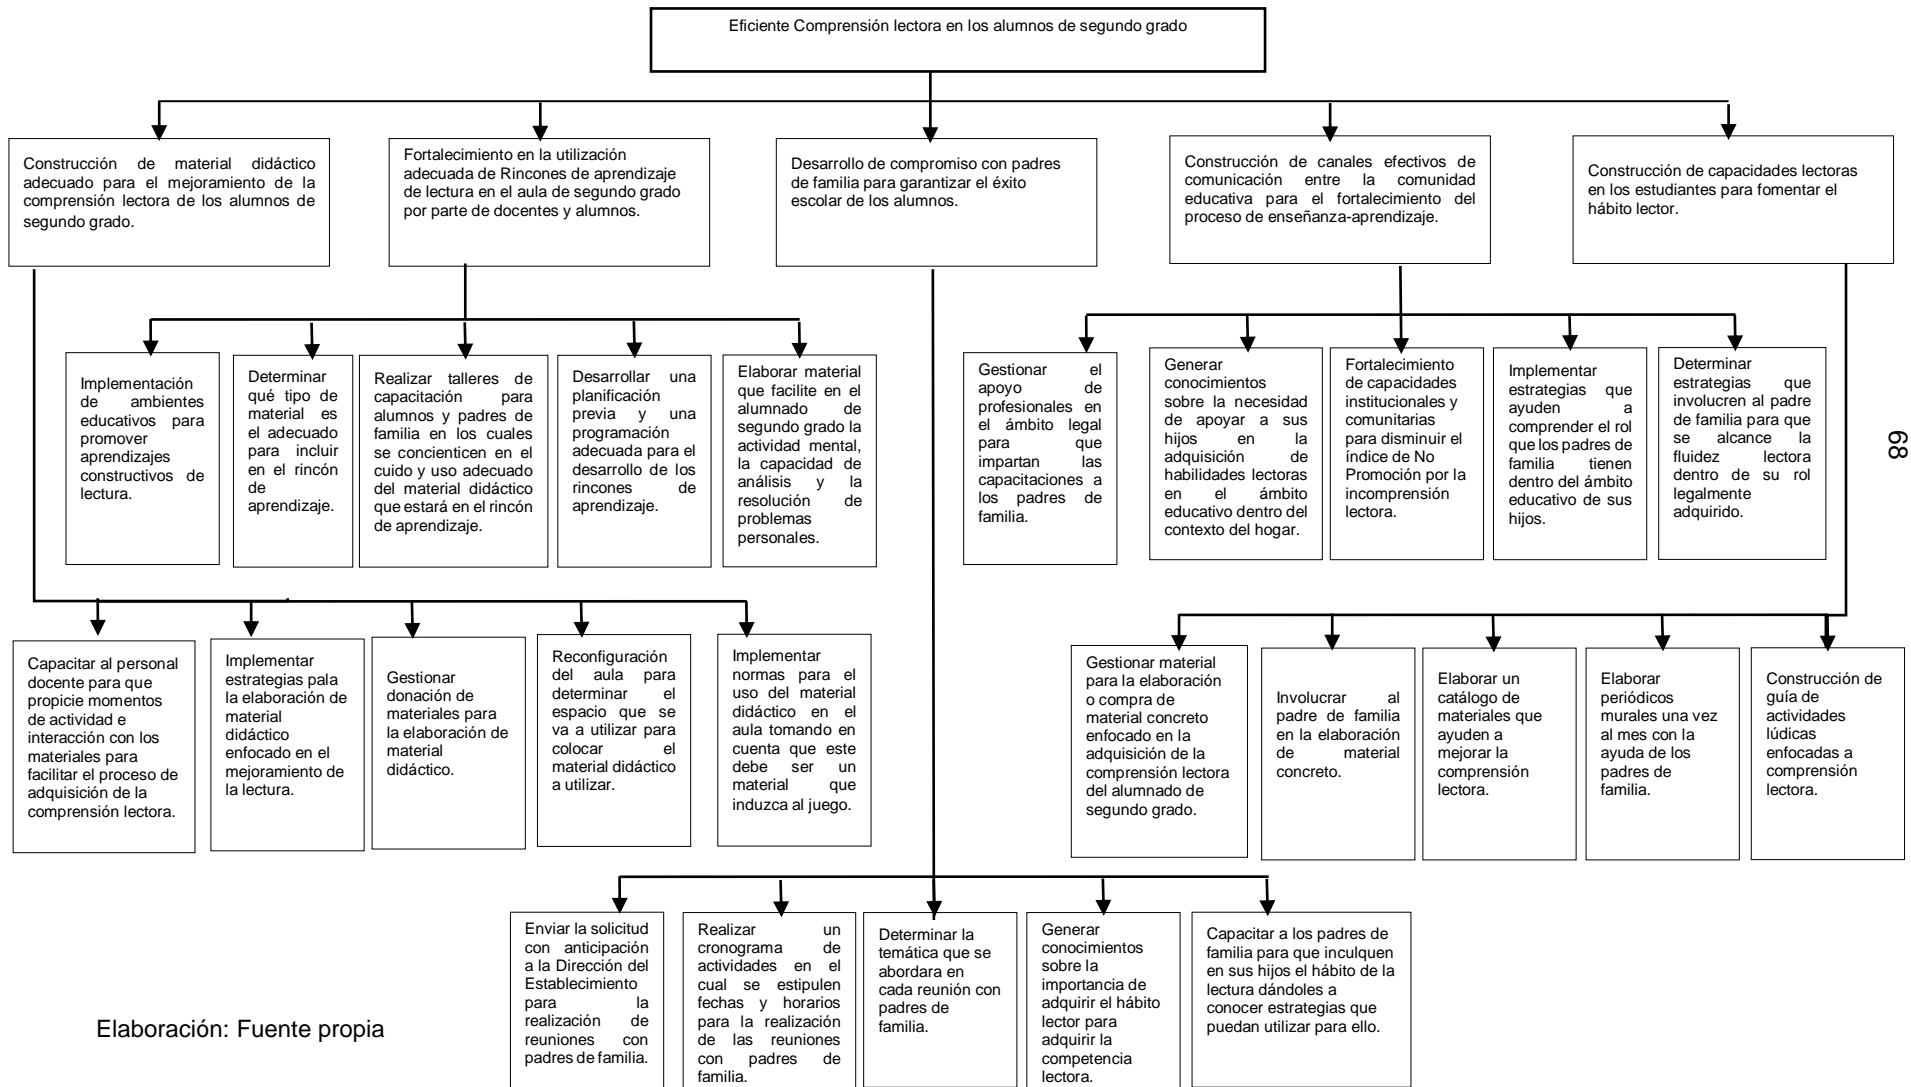 Eficiente Comprensión lectora en los alumnos de segundo grado
Construcción de material didáctico
adecuado para el mejoramiento de la
comprensión lectora de los alumnos de
segundo grado.
Fortalecimiento en la utilización
adecuada de Rincones de aprendizaje
de lectura en el aula de segundo grado
por parte de docentes y alumnos.
Desarrollo de compromiso con padres
de familia para garantizar el éxito
escolar de los alumnos.
Construcción de canales efectivos de
comunicación entre la comunidad
educativa para el fortalecimiento del
proceso de enseñanza-aprendizaje.
Construcción de capacidades lectoras
en los estudiantes para fomentar el
hábito lector.
Implementación
de ambientes
educativos para
promover
aprendizajes
constructivos de
lectura.
Determinar
qué tipo de
material es
el adecuado
para incluir
en el rincón
de
aprendizaje.
Realizar talleres de
capacitación para
alumnos y padres de
familia en los cuales
se concienticen en el
cuido y uso adecuado
del material didáctico
que estará en el rincón
de aprendizaje.
Desarrollar una
planificación
previa y una
programación
adecuada para el
desarrollo de los
rincones de
aprendizaje.
Elaborar material
que facilite en el
alumnado de
segundo grado la
actividad mental,
la capacidad de
análisis y la
resolución de
problemas
personales.
Gestionar el
apoyo de
profesionales en
el ámbito legal
para que
impartan las
capacitaciones a
los padres de
familia.
Generar
conocimientos
sobre la necesidad
de apoyar a sus
hijos en la
adquisición de
habilidades lectoras
en el ámbito
educativo dentro del
contexto del hogar.
Fortalecimiento
de capacidades
institucionales y
comunitarias
para disminuir el
índice de No
Promoción por la
incomprensión
lectora.
Implementar
estrategias que
ayuden a
comprender el rol
que los padres de
familia tienen
dentro del ámbito
educativo de sus
hijos.
Determinar
estrategias que
involucren al padre
de familia para que
se alcance la
fluidez lectora
dentro de su rol
legalmente
adquirido.
68
Capacitar al personal
docente para que
propicie momentos
de actividad e
interacción con los
materiales para
facilitar el proceso de
adquisición de la
comprensión lectora.
Implementar
estrategias pala
la elaboración de
material
didáctico
enfocado en el
mejoramiento de
la lectura.
Gestionar
donación de
materiales para
la elaboración de
material
didáctico.
Reconfiguración
del aula para
determinar el
espacio que se
va a utilizar para
colocar el
material didáctico
a utilizar.
Implementar
normas para el
uso del material
didáctico en el
aula tomando en
cuenta que este
debe ser un
material que
induzca al juego.
Gestionar material
para la elaboración
o compra de
material concreto
enfocado en la
adquisición de la
comprensión lectora
del alumnado de
segundo grado.
Involucrar al
padre de familia
en la elaboración
de material
concreto.
Elaborar un
catálogo de
materiales que
ayuden a
mejorar la
comprensión
lectora.
Elaborar
periódicos
murales una vez
al mes con la
ayuda de los
padres de
familia.
Construcción de
guía de
actividades
lúdicas
enfocadas a
comprensión
lectora.
Enviar la solicitud
con anticipación
a la Dirección del
Establecimiento
para la
realización de
reuniones con
padres de familia.
Realizar un
cronograma de
actividades en el
cual se estipulen
fechas y horarios
para la realización
de las reuniones
con padres de
familia.
Determinar la
temática que se
abordara en
cada reunión con
padres de
familia.
Generar
conocimientos
sobre la
importancia de
adquirir el hábito
lector para
adquirir la
competencia
lectora.
Capacitar a los padres de
familia para que inculquen
en sus hijos el hábito de la
lectura dándoles a
conocer estrategias que
puedan utilizar para ello.
Elaboración: Fuente propia